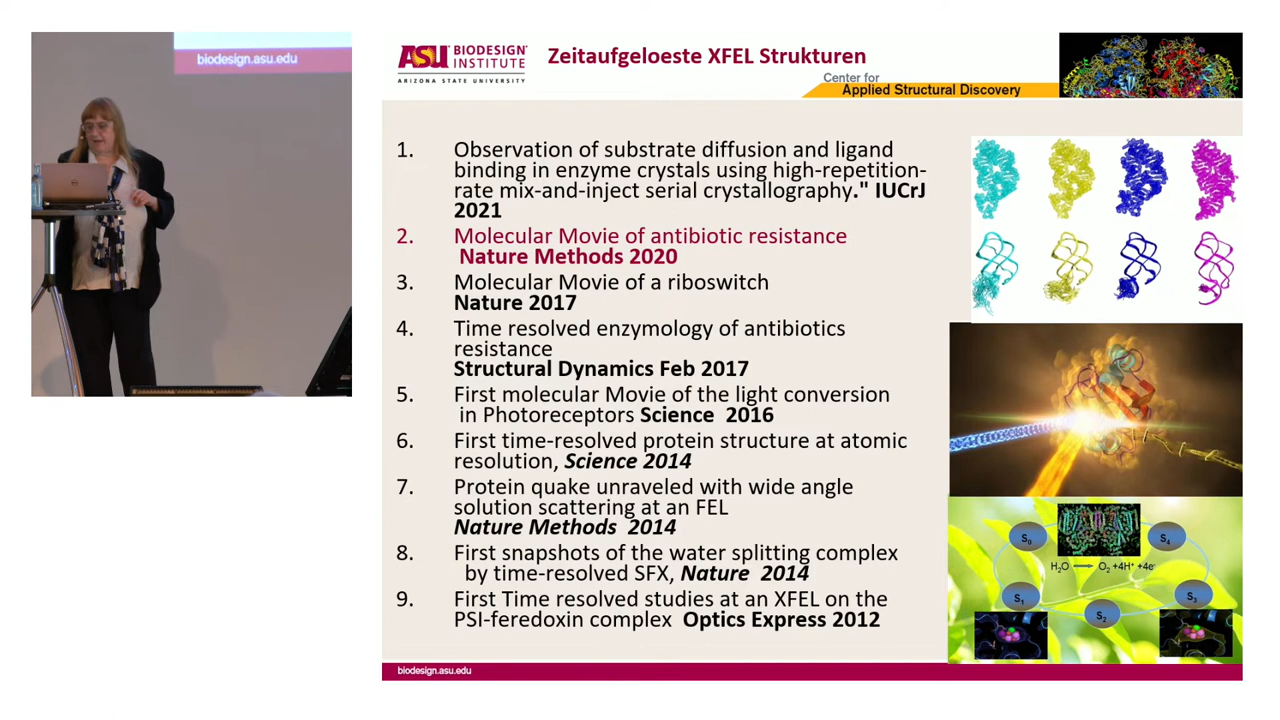 biodesign.asu.edu
ASU BIODESIGN
INSTITUTE
ARIZONA STATE UNIVERSITY
Zeitaufgeloeste XFEL Strukturen
Center for
Applied Structural Discovery
1. Observation of substrate diffusion and ligand
binding in enzyme crystals using high-repetition-
rate mix-and-inject serial crystallography." IUCrJ
2021
2. Molecular Movie of antibiotic resistance
Nature Methods 2020
3. Molecular Movie of a riboswitch
Nature 2017
4. Time resolved enzymology of antibiotics
resistance
Structural Dynamics Feb 2017
5. First molecular Movie of the light conversion
in Photoreceptors Science 2016
6. First time-resolved protein structure at atomic
resolution, Science 2014
7. Protein quake unraveled with wide angle
solution scattering at an FEL
Nature Methods 2014
8. First snapshots of the water splitting complex
by time-resolved SFX, Nature 2014
9. First Time resolved studies at an XFEL on the
PSI-feredoxin complex Optics Express 2012
S0
S4
H2O → O2 +4H+ +4e-
S1
S3
S2
biodesign.asu.edu